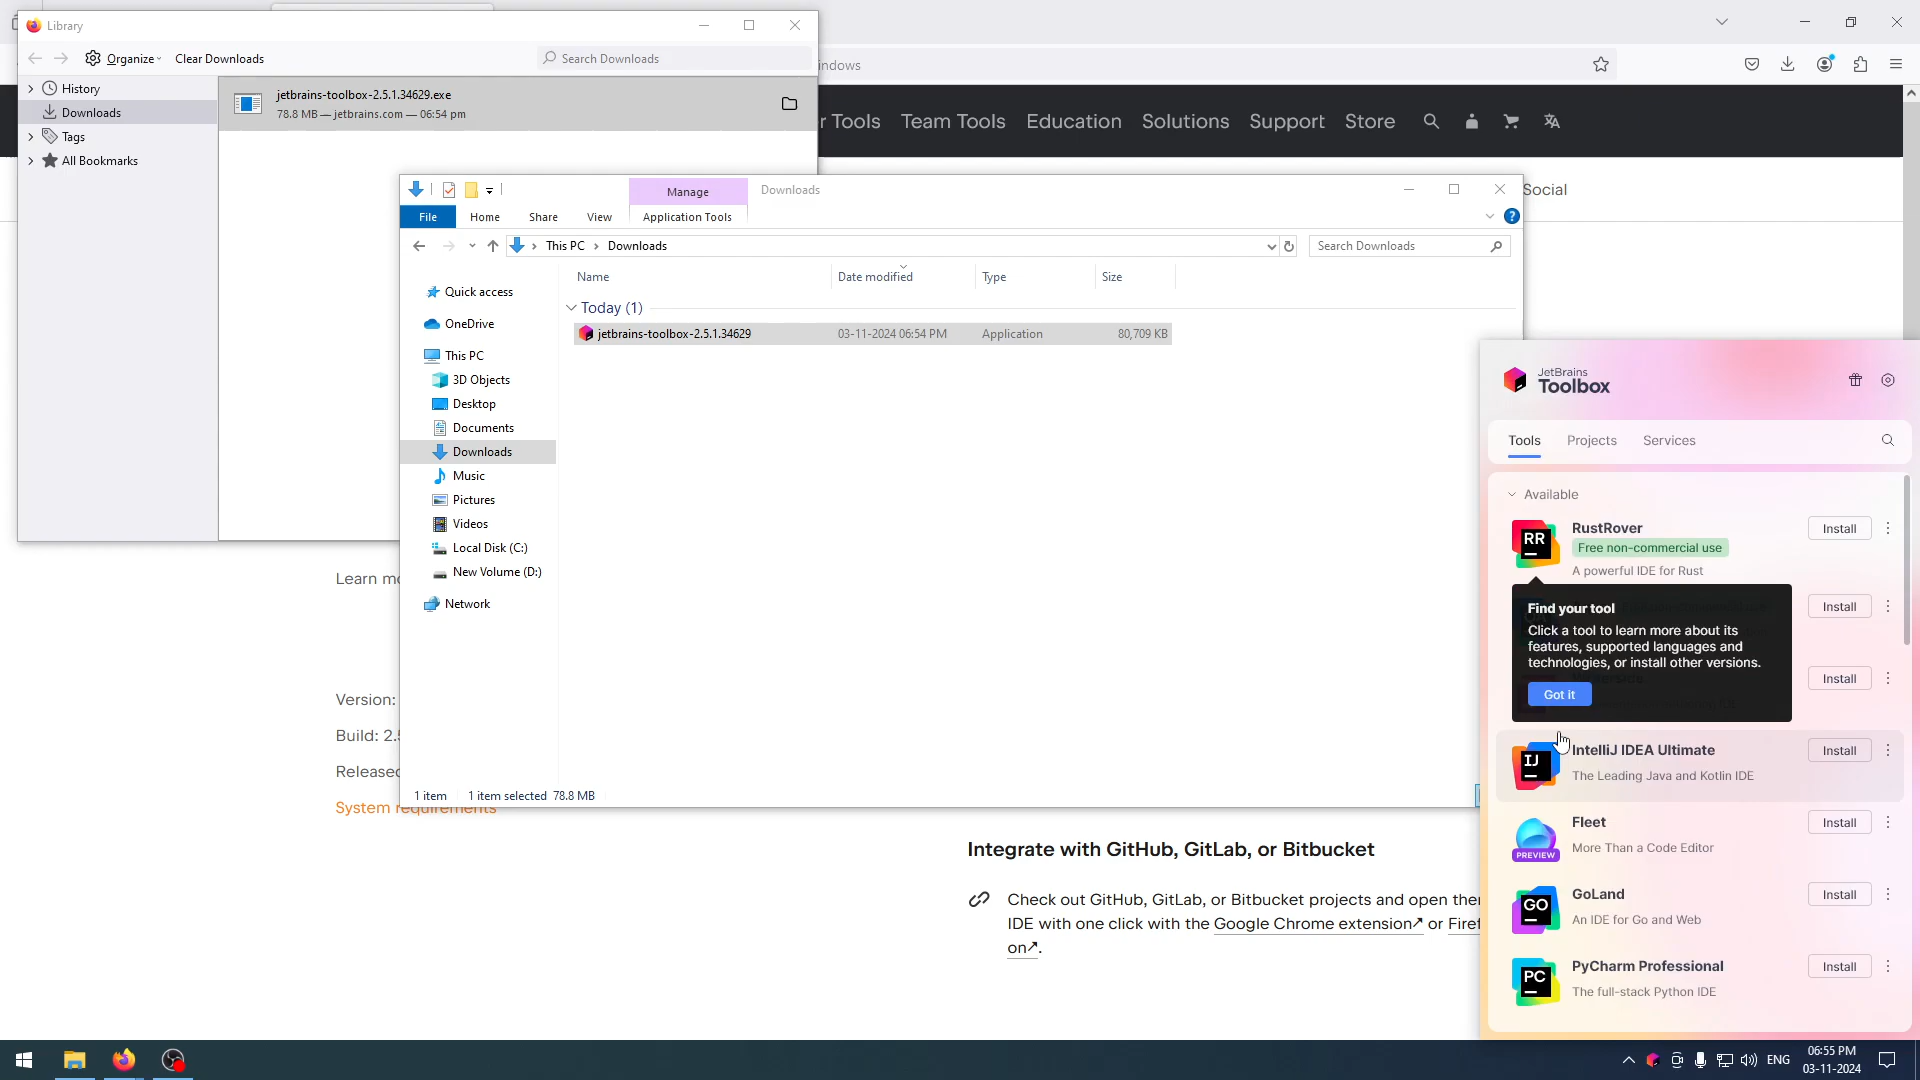 Library
Organize
Clear Downloads
Search Downloads
History
Downloads
Tags
All Bookmarks
jetbrains-toolbox-2.5.1.34629.exe
78.8 MB — jetbrains.com — 06:54 pm
indows
r Tools
Team Tools
Education
Solutions
Support
Store
Social
Manage
Downloads
File
Home
Share
View
Application Tools
This PC
Downloads
Search Downloads
Name
Date modified
Type
Size
Today (1)
jetbrains-toolbox-2.5.1.34629
03-11-2024 06:54 PM
Application
80,709 KB
Quick access
OneDrive
This PC
3D Objects
Desktop
Documents
Downloads
Music
Pictures
Videos
Local Disk (C:)
New Volume (D:)
Network
1 item
1 item selected 78.8 MB
Learn mo
Version:
Build: 2.5
Released
System requirements
Integrate with GitHub, GitLab, or Bitbucket
Check out GitHub, GitLab, or Bitbucket projects and open the
IDE with one click with the Google Chrome extension↗ or Firef
on↗.
JetBrains
Toolbox
Tools
Projects
Services
Available
RR
RustRover
Free non-commercial use
A powerful IDE for Rust
Install
Find your tool
Click a tool to learn more about its
features, supported languages and
technologies, or install other versions.
Got it
Install
Install
IJ
IntelliJ IDEA Ultimate
The Leading Java and Kotlin IDE
Install
PREVIEW
Fleet
More Than a Code Editor
Install
GO
GoLand
An IDE for Go and Web
Install
PC
PyCharm Professional
The full-stack Python IDE
Install
ENG
06:55 PM
03-11-2024